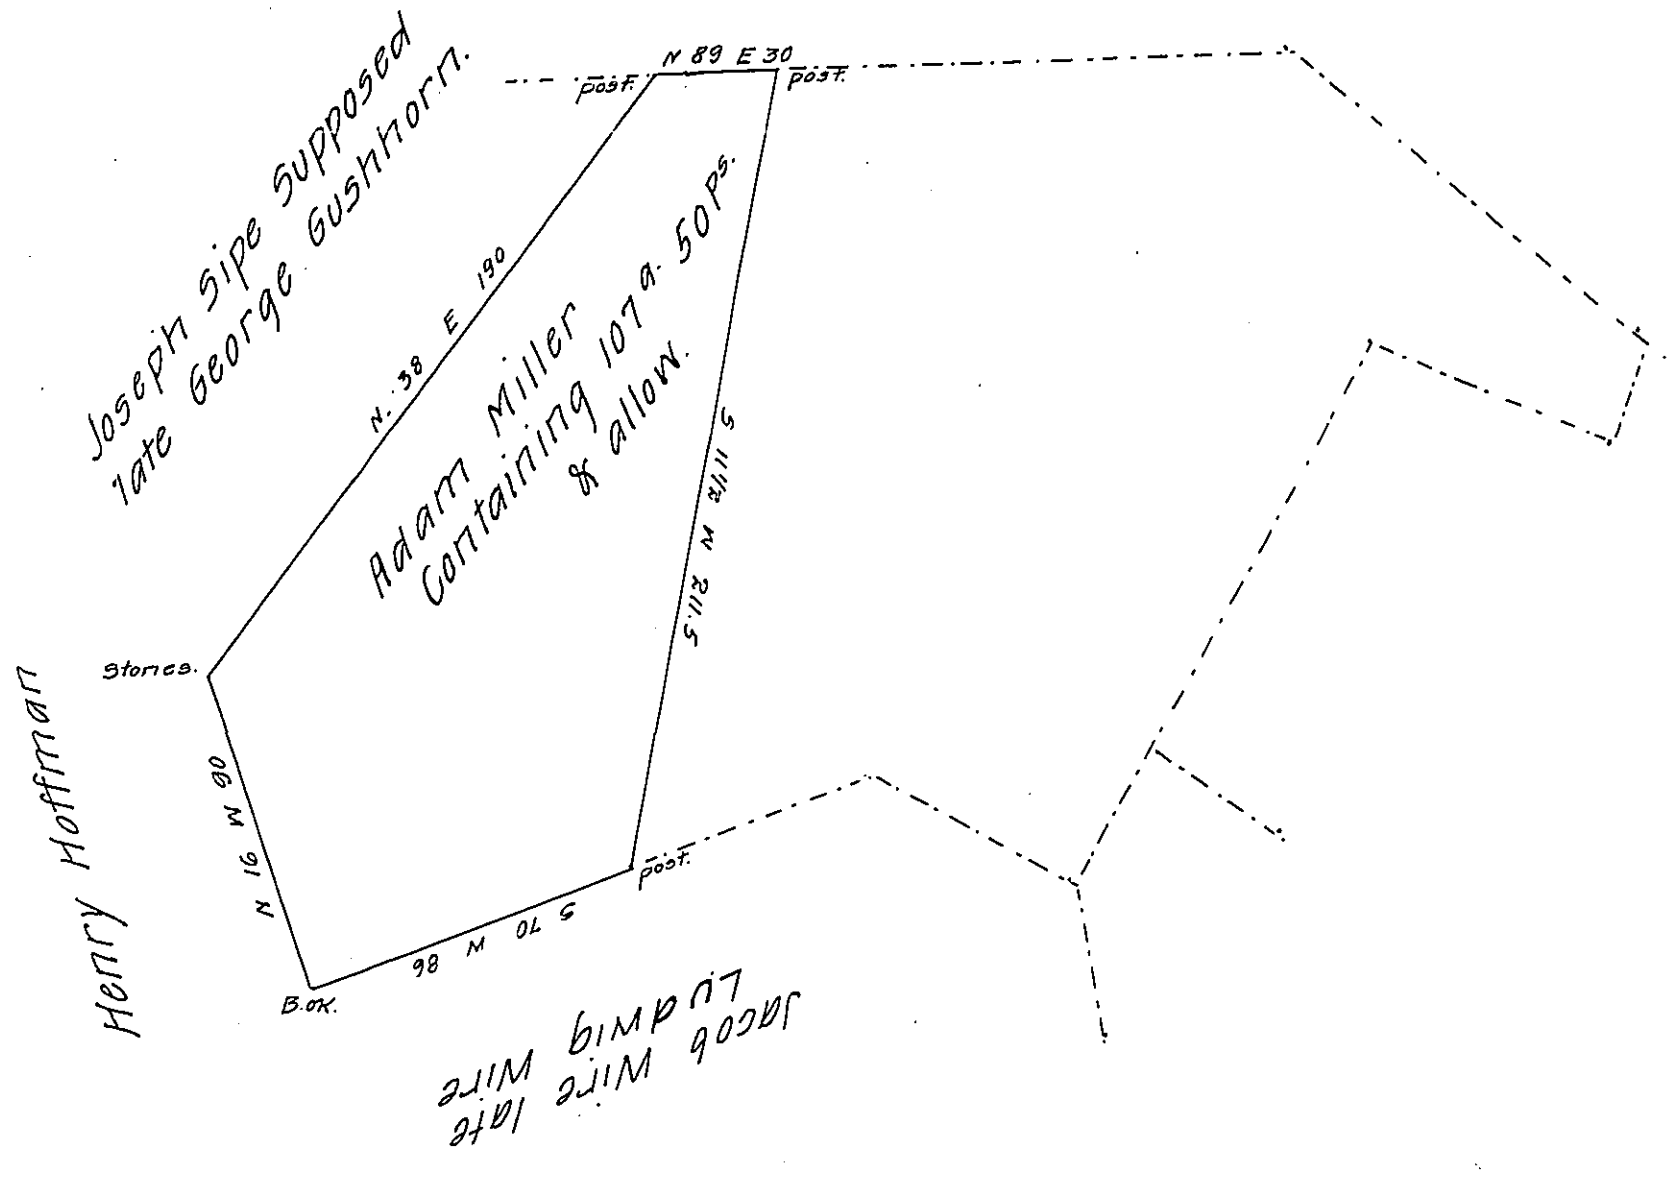 Joseph Sipe Supposed
late George Gushhorn.
N 89 E 30
post.
post.
N. 38 E 190
Adam Miller
Containing 107 a. 50 ps.
& allow.
S 11 1/2 W 211.5
Stones.
Henry Hoffman
N 16 W 90
post.
S 70 W 86
B.OK.
Jacob Wire late
Ludwig Wire